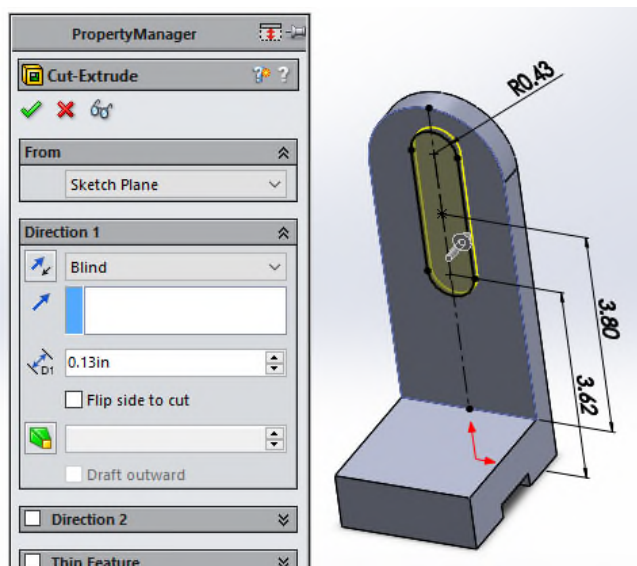 PropertyManager
Cut-Extrude
?
From
Sketch Plane
Direction 1
Blind
D1
0.13in
Flip side to cut
Draft outward
Direction 2
Thin Feature
R0.43
3.80
3.62